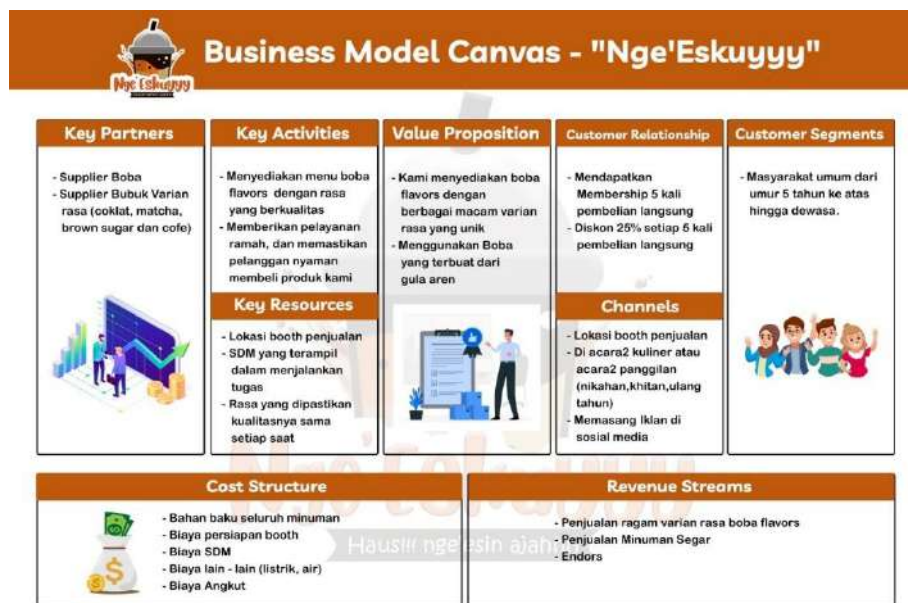 Business Model Canvas - "Nge'Eskuyyy"
Nge'Eskuyyy
Key Partners
- Supplier Boba
- Supplier Bubuk Varian
rasa (coklat, matcha,
brown sugar dan cofe)
Key Activities
- Menyediakan menu boba
flavors dengan rasa
yang berkualitas
- Memberikan pelayanan
ramah, dan memastikan
pelanggan nyaman
membeli produk kami
Key Resources
- Lokasi booth penjualan
- SDM yang terampil
dalam menjalankan
tugas
- Rasa yang dipastikan
kualitasnya sama
setiap saat
Value Proposition
- Kami menyediakan boba
flavors dengan
berbagai macam varian
rasa yang unik
- Menggunakan Boba
yang terbuat dari
gula aren
Customer Relationship
- Mendapatkan
Membership 5 kali
pembelian langsung
- Diskon 25% setiap 5 kali
pembelian langsung
Channels
- Lokasi booth penjualan
- Di acara2 kuliner atau
acara2 panggilan
(nikahan,khitan,ulang
tahun)
- Memasang Iklan di
sosial media
Customer Segments
- Masyarakat umum dari
umur 5 tahun ke atas
hingga dewasa.
Nge'Eskuyyy
Cost Structure
- Bahan baku seluruh minuman
- Biaya persiapan booth
- Biaya SDM
- Biaya lain - lain (listrik, air)
- Biaya Angkut
Hausiii nge'esin ajah
Revenue Streams
- Penjualan ragam varian rasa boba flavors
- Penjualan Minuman Segar
- Endors